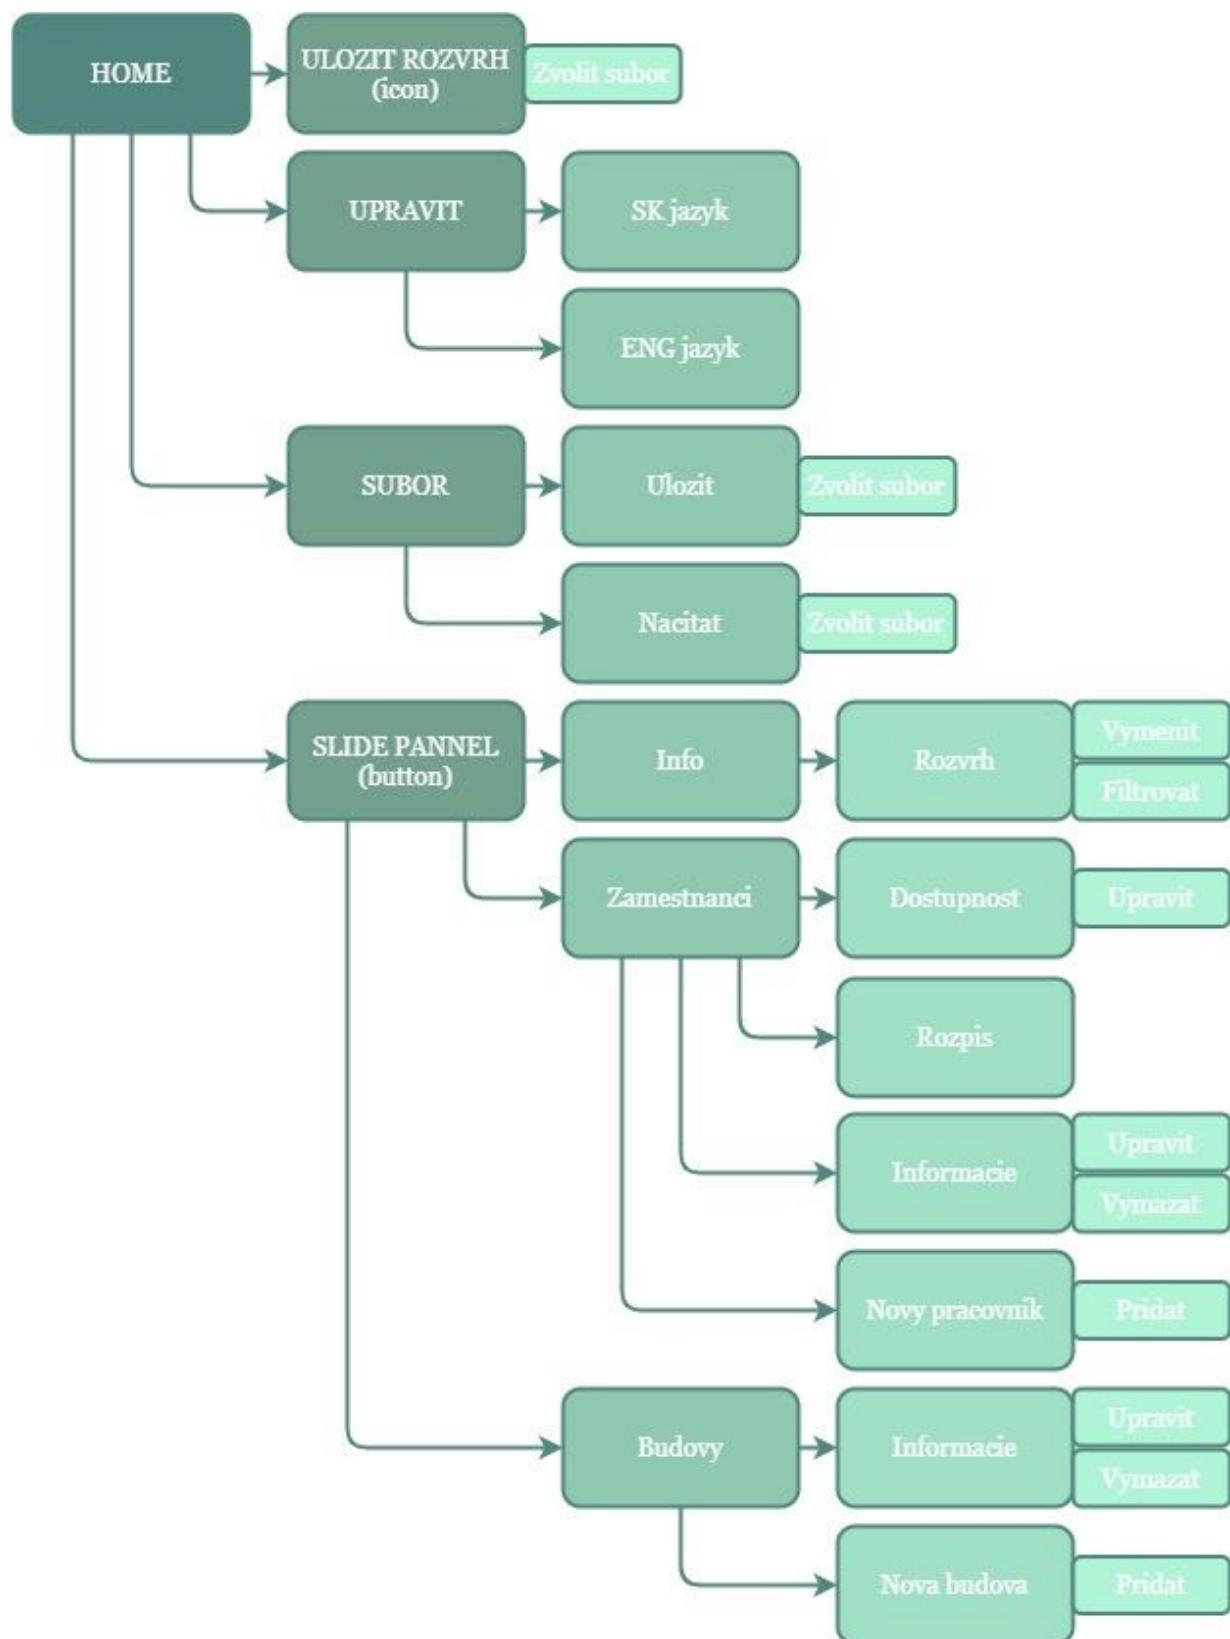 HOME
ULOZIT ROZVRH
(icon)
Zvolit subor
UPRAVIT
SK jazyk
ENG jazyk
SUBOR
Ulozit
Zvolit subor
Nacitat
Zvolit subor
SLIDE PANNEL
(button)
Info
Rozvrh
Vymenit
Filtrovat
Zamestnanci
Dostupnost
Upravit
Rozpis
Informacie
Upravit
Vymazat
Novy pracovnik
Pridat
Budovy
Informacie
Upravit
Vymazat
Nova budova
Pridat